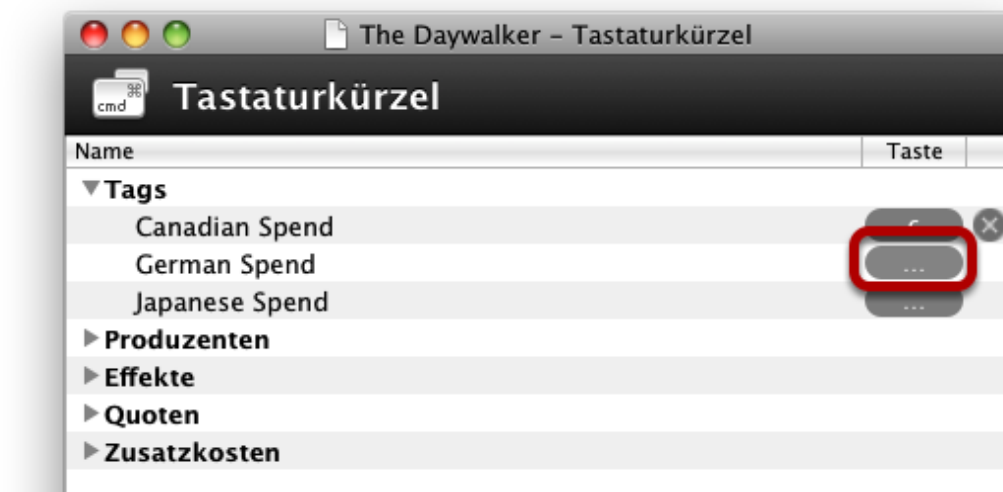 The Daywalker – Tastaturkürzel
cmd ⌘ Tastaturkürzel
Name Taste
Tags
Canadian Spend
German Spend ...
Japanese Spend ...
Produzenten
Effekte
Quoten
Zusatzkosten